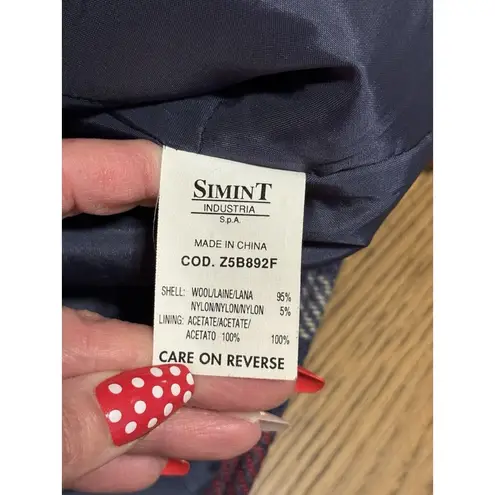 SIMINT
INDUSTRIA
S.p.A.
MADE IN CHINA
COD. Z5B892F
SHELL: WOOL/LAINE/LANA 95%
NYLON/NYLON/NYLON 5%
LINING: ACETATE/ACETATE/
ACETATO 100% 100%
CARE ON REVERSE